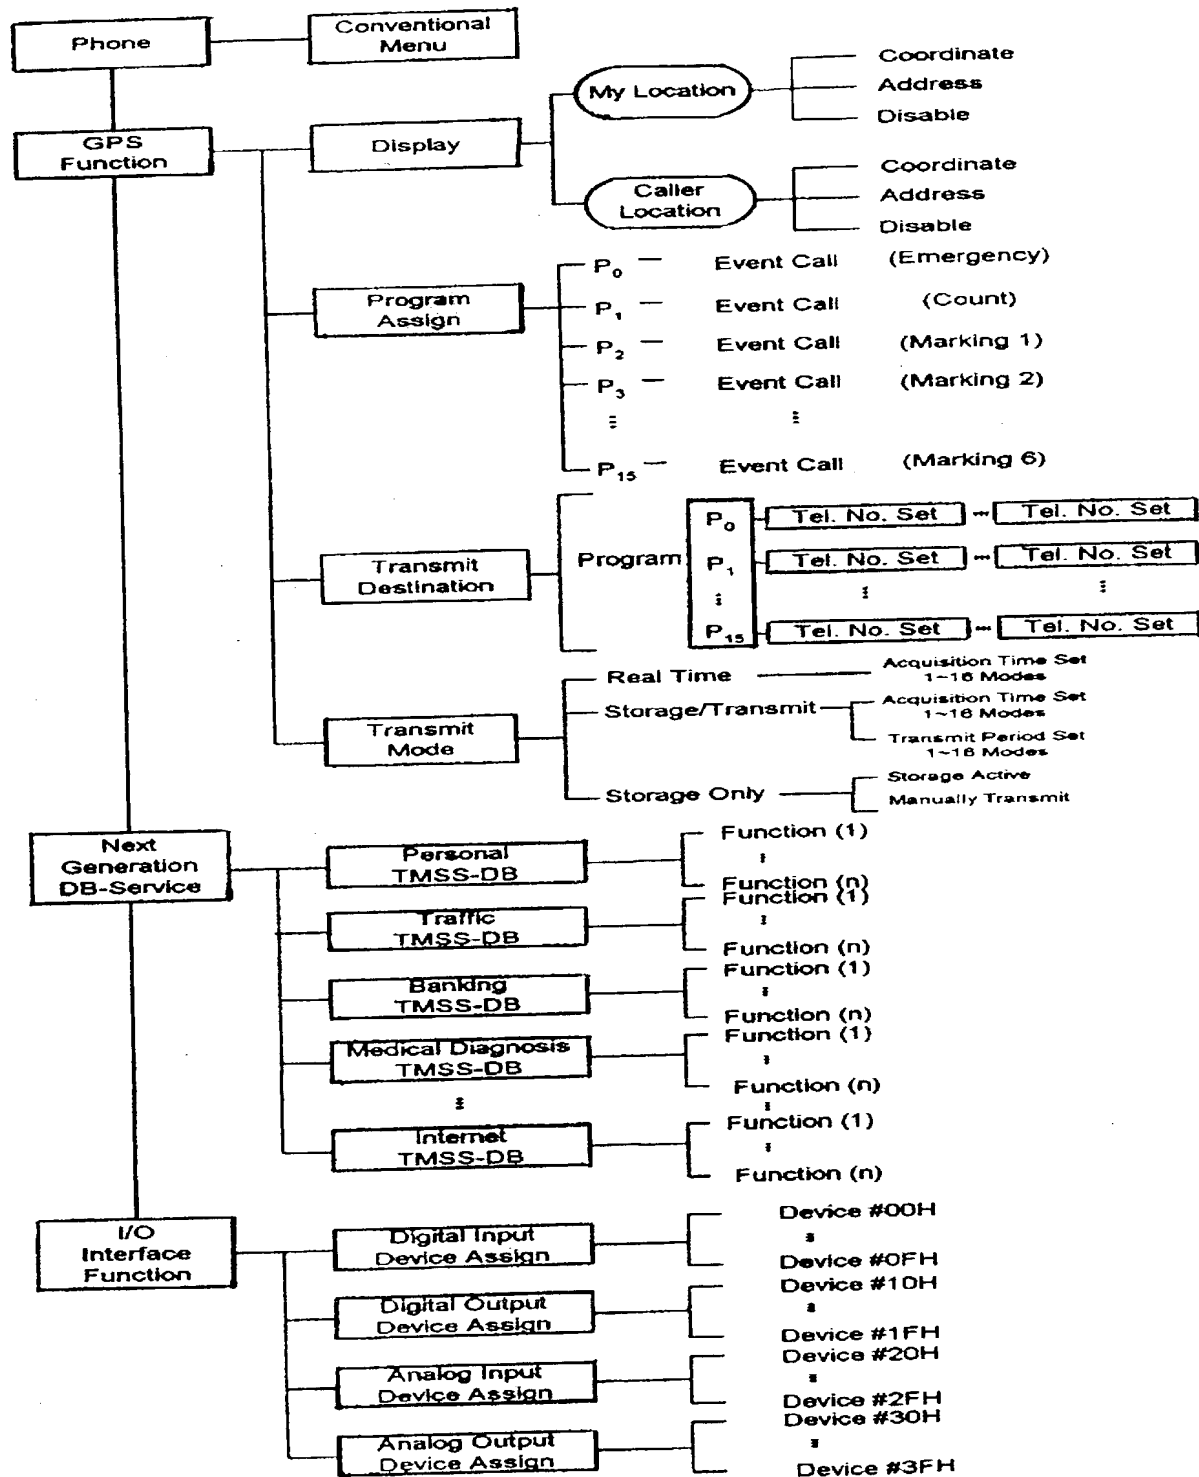 Phone
Conventional
Menu
GPS
Function
Display
My Location
Coordinate
Address
Disable
Caller
Location
Coordinate
Address
Disable
Program
Assign
P0 — Event Call (Emergency)
P1 — Event Call (Count)
P2 — Event Call (Marking 1)
P3 — Event Call (Marking 2)
P15 — Event Call (Marking 6)
Transmit
Destination
Program
P0 Tel. No. Set Tel. No. Set
P1 Tel. No. Set Tel. No. Set
P15 Tel. No. Set Tel. No. Set
Transmit
Mode
Real Time
Acquisition Time Set
1~16 Modes
Storage/Transmit
Acquisition Time Set
1~16 Modes
Transmit Period Set
1~16 Modes
Storage Only
Storage Active
Manually Transmit
Next
Generation
DB-Service
Personal
TMSS-DB
Function (1)
Function (n)
Traffic
TMSS-DB
Function (1)
Function (n)
Banking
TMSS-DB
Function (1)
Function (n)
Medical Diagnosis
TMSS-DB
Function (1)
Function (n)
Internet
TMSS-DB
Function (1)
Function (n)
I/O
Interface
Function
Digital Input
Device Assign
Device #00H
Device #0FH
Digital Output
Device Assign
Device #10H
Device #1FH
Analog Input
Device Assign
Device #20H
Device #2FH
Analog Output
Device Assign
Device #30H
Device #3FH